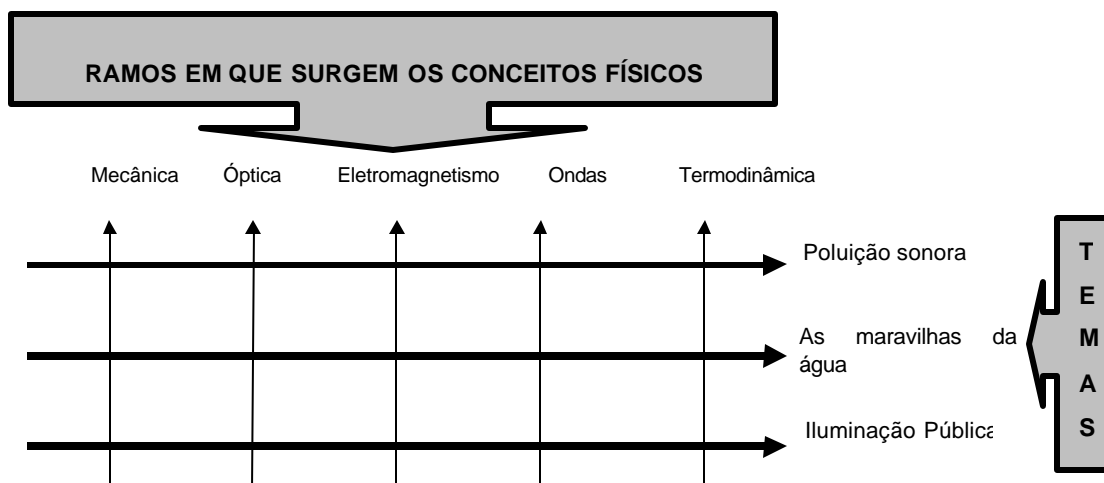 RAMOS EM QUE SURGEM OS CONCEITOS FÍSICOS
Mecânica Óptica Eletromagnetismo Ondas Termodinâmica
Poluição sonora
As maravilhas da
água
Iluminação Pública
T
E
M
A
S